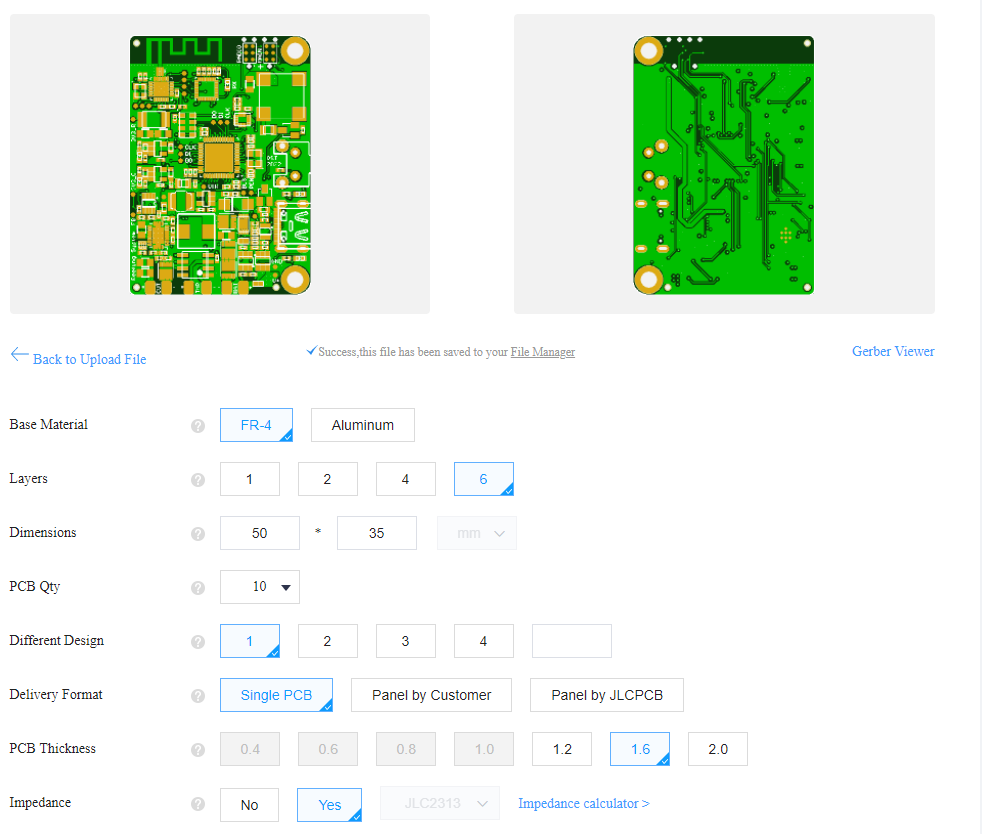 Back to Upload File
Success,this file has been saved to your File Manager
Gerber Viewer
Base Material ? FR-4 Aluminum
Layers ? 1 2 4 6
Dimensions ? 50 * 35 mm
PCB Qty ? 10
Different Design ? 1 2 3 4
Delivery Format ? Single PCB Panel by Customer Panel by JLCPCB
PCB Thickness ? 0.4 0.6 0.8 1.0 1.2 1.6 2.0
Impedance ? No Yes JLC2313 Impedance calculator >